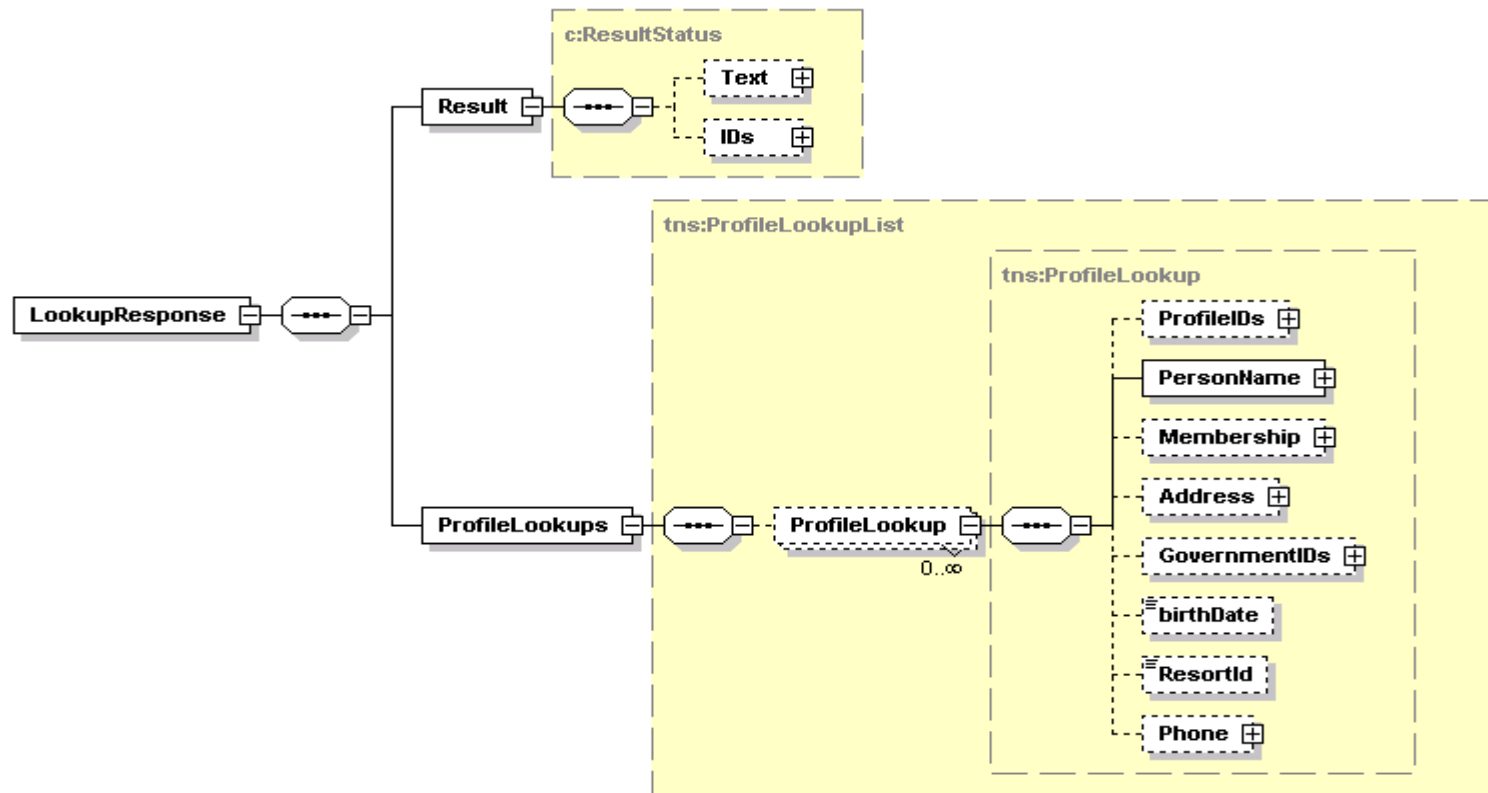 c:ResultStatus
Text
Result
IDs
tns:ProfileLookupList
tns:ProfileLookup
LookupResponse
ProfileIDs
PersonName
Membership
Address
ProfileLookups
ProfileLookup
0..∞
GovernmentIDs
birthDate
ResortId
Phone